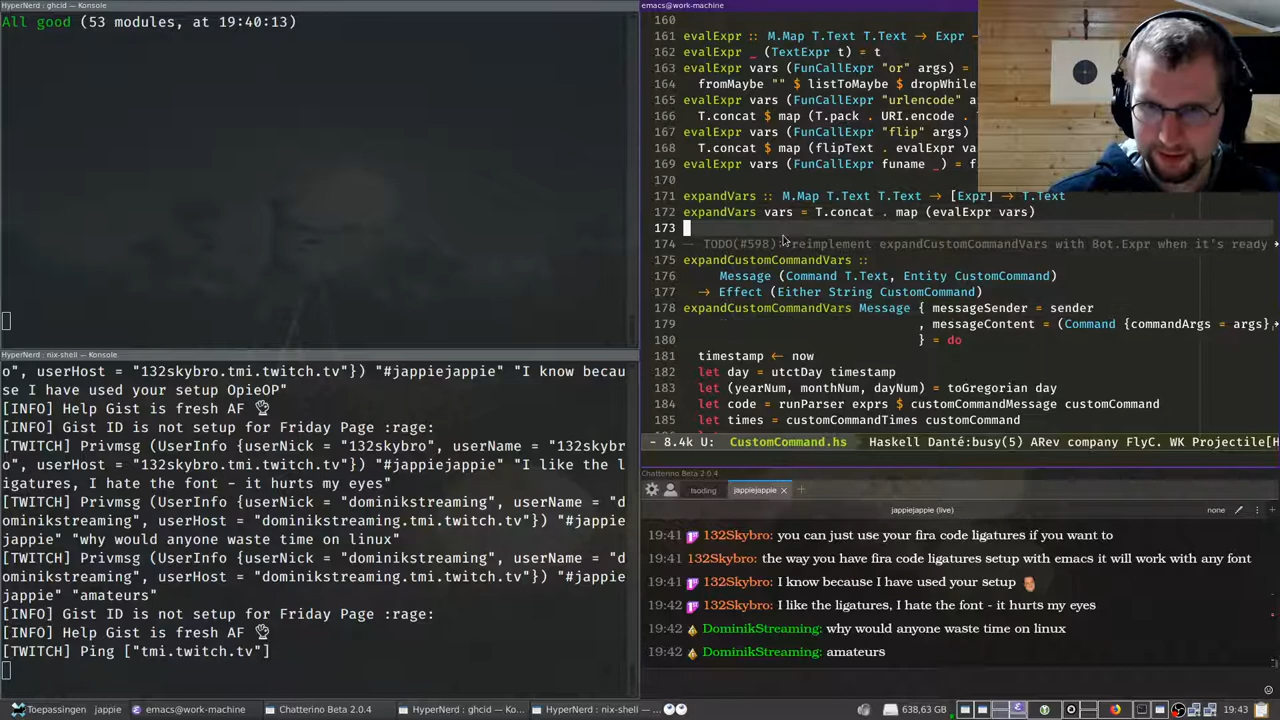 HyperNerd : ghcid — Konsole
All good (53 modules, at 19:40:13)
HyperNerd : nix-shell — Konsole
o", userHost = "132skybro.tmi.twitch.tv"}) "#jappiejappie" "I know becau
se I have used your setup OpieOP"
[INFO] Help Gist is fresh AF 👌
[INFO] Gist ID is not setup for Friday Page :rage:
[TWITCH] Privmsg (UserInfo {userNick = "132skybro", userName = "132skybr
o", userHost = "132skybro.tmi.twitch.tv"}) "#jappiejappie" "I like the l
igatures, I hate the font - it hurts my eyes"
[TWITCH] Privmsg (UserInfo {userNick = "dominikstreaming", userName = "d
ominikstreaming", userHost = "dominikstreaming.tmi.twitch.tv"}) "#jappie
jappie" "why would anyone waste time on linux"
[TWITCH] Privmsg (UserInfo {userNick = "dominikstreaming", userName = "d
ominikstreaming", userHost = "dominikstreaming.tmi.twitch.tv"}) "#jappie
jappie" "amateurs"
[INFO] Gist ID is not setup for Friday Page :rage:
[INFO] Help Gist is fresh AF 👌
[TWITCH] Ping ["tmi.twitch.tv"]
emacs@work-machine
160
161 evalExpr :: M.Map T.Text T.Text → Expr →
162 evalExpr _ (TextExpr t) = t
163 evalExpr vars (FunCallExpr "or" args) =
164 fromMaybe "" $ listToMaybe $ dropWhile
165 evalExpr vars (FunCallExpr "urlencode" a
166 T.concat $ map (T.pack . URI.encode .
167 evalExpr vars (FunCallExpr "flip" args)
168 T.concat $ map (flipText . evalExpr va
169 evalExpr vars (FunCallExpr funame _) = f
170
171 expandVars :: M.Map T.Text T.Text → [Expr] → T.Text
172 expandVars vars = T.concat . map (evalExpr vars)
173
174 — TODO(#598): reimplement expandCustomCommandVars with Bot.Expr when it's ready
175 expandCustomCommandVars ::
176 Message (Command T.Text, Entity CustomCommand)
177 → Effect (Either String CustomCommand)
178 expandCustomCommandVars Message { messageSender = sender
179 , messageContent = (Command {commandArgs = args},
180 } = do
181 timestamp ← now
182 let day = utctDay timestamp
183 let (yearNum, monthNum, dayNum) = toGregorian day
184 let code = runParser exprs $ customCommandMessage customCommand
185 let times = customCommandTimes customCommand
- 8.4k U: CustomCommand.hs Haskell Danté:busy(5) ARev company FlyC. WK Projectile[H
Chatterino Beta 2.0.4
tsoding jappiejappie
jappiejappie (live) none
19:41 132Skybro: you can just use your fira code ligatures if you want to
19:41 132Skybro: the way you have fira code ligatures setup with emacs it will work with any font
19:41 132Skybro: I know because I have used your setup
19:42 132Skybro: I like the ligatures, I hate the font - it hurts my eyes
19:42 DominikStreaming: why would anyone waste time on linux
19:42 DominikStreaming: amateurs
Toepassingen jappie emacs@work-machine Chatterino Beta 2.0.4 HyperNerd : ghcid — Ko... HyperNerd : nix-shell — ... 638,63 GB 19:43